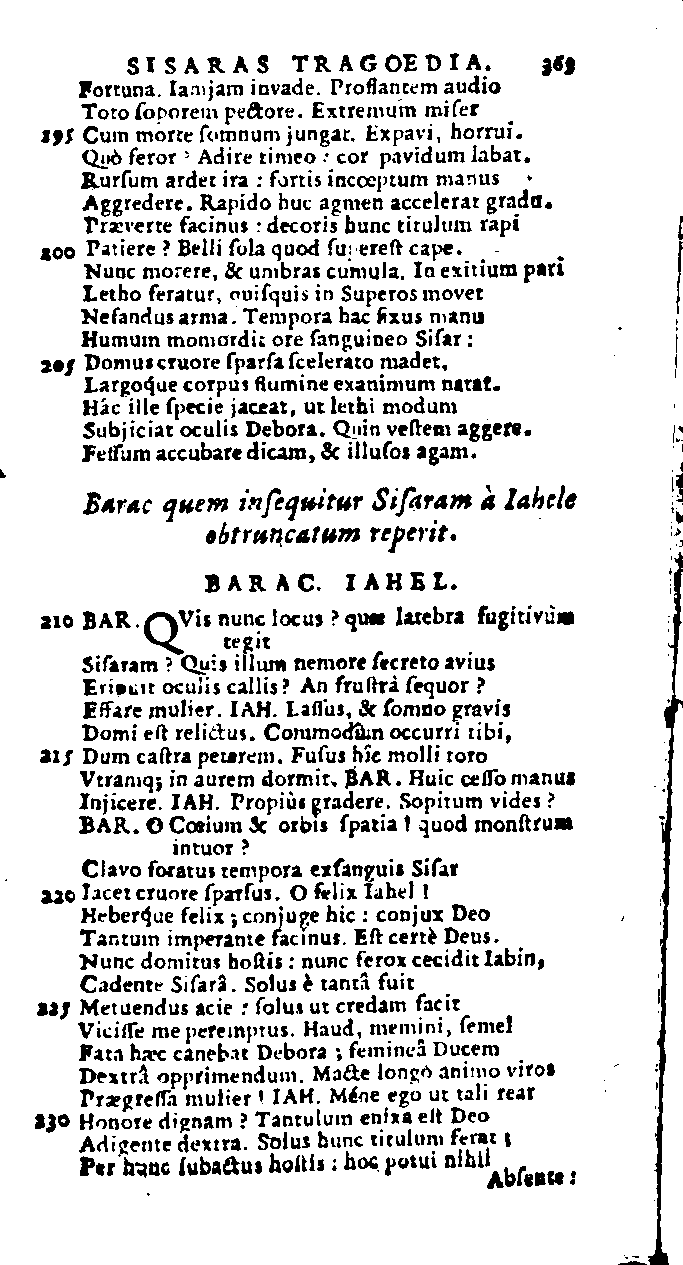 SISARAS TRAGOEDIA. 363
Fortuna. Iamjam invade. Proflantem audio
Toto ſoporem pectore. Extremum miſer
195 Cum morte ſomnum jungat. Expavi, horrui.
Quò feror ? Adire timeo : cor pavidum labat.
Rurſum ardet ira : fortis incœptum manus
Aggredere. Rapido huc agmen accelerat gradu.
Præverte facinus : decoris hunc titulum rapi
200 Patiere ? Belli ſola quod ſupereſt cape.
Nunc morere, & umbras cumula. In exitium pari
Letho feratur, quiſquis in Superos movet
Nefandus arma. Tempora hac fixus manu
Humum momordit ore ſanguineo Siſar :
205 Domus cruore ſparſa ſcelerato madet,
Largoque corpus flumine exanimum natat.
Hâc ille ſpecie jaceat, ut lethi modum
Subjiciat oculis Debora. Quin veſtem aggere.
Feſſum accubare dicam, & illuſos agam.
Barac quem inſequitur Siſaram à Iahele
obtruncatum reperit.
BARAC. IAHEL.
210 BAR. QVis nunc locus ? quæ latebra fugitivum
tegit
Siſaram ? Quis illum nemore ſecreto avius
Eripuit oculis callis? An fruſtrà ſequor ?
Effare mulier. IAH. Laſſus, & ſomno gravis
Domi eſt relictus. Commodùm occurri tibi,
215 Dum caſtra peterem. Fuſus hîc molli toro
Vtramq; in aurem dormit. BAR. Huic ceſſo manus
Injicere. IAH. Propiùs gradere. Sopitum vides ?
BAR. O Cœlum & orbis ſpatia ! quod monſtrum
intuor ?
Clavo foratus tempora exſanguis Siſar
220 Iacet cruore ſparſus. O felix Iahel !
Heberque felix ; conjuge hic : conjux Deo
Tantum imperante facinus. Eſt certè Deus.
Nunc domitus hoſtis : nunc ferox cecidit Iabin,
Cadente Siſarâ. Solus è tantâ fuit
225 Metuendus acie : ſolus ut credam facit
Viciſſe me peremptus. Haud, memini, ſemel
Fata hæc canebat Debora ; femineâ Ducem
Dextrâ opprimendum. Macte longò animo viros
Prægreſſa mulier ! IAH. Méne ego ut tali rear
230 Honore dignam ? Tantulum enixa eſt Deo
Adigente dextra. Solus hunc titulum ferat ;
Per hunc ſubactus hoſtis : hoc potui nihil
Abſente :